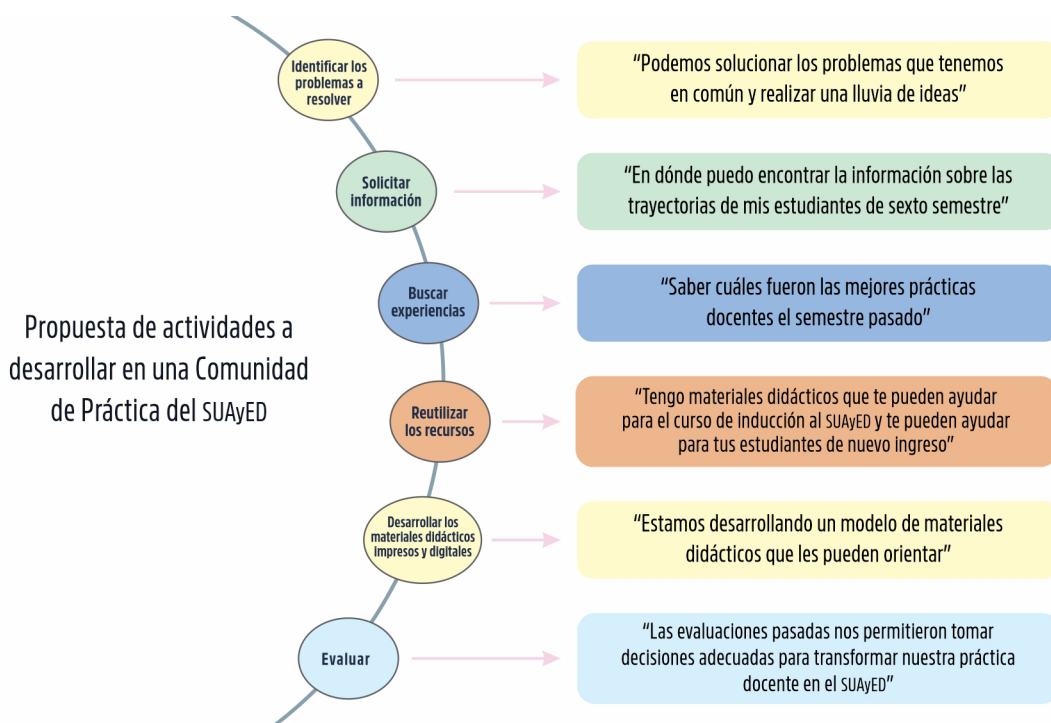 Propuesta de actividades a
desarrollar en una Comunidad
de Práctica del SUAyED
Identificar los
problemas a
resolver
“Podemos solucionar los problemas que tenemos
en común y realizar una lluvia de ideas”
Solicitar
información
“En dónde puedo encontrar la información sobre las
trayectorias de mis estudiantes de sexto semestre”
Buscar
experiencias
“Saber cuáles fueron las mejores prácticas
docentes el semestre pasado”
Reutilizar
los recursos
“Tengo materiales didácticos que te pueden ayudar
para el curso de inducción al SUAyED y te pueden ayudar
para tus estudiantes de nuevo ingreso”
Desarrollar los
materiales didácticos
impresos y digitales
“Estamos desarrollando un modelo de materiales
didácticos que les pueden orientar”
Evaluar
“Las evaluaciones pasadas nos permitieron tomar
decisiones adecuadas para transformar nuestra práctica
docente en el SUAyED”